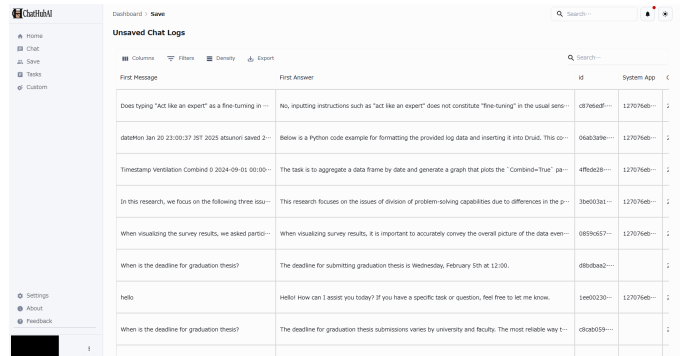 ChatHubAI
Dashboard › Save
Search…
Home
Chat
Save
Tasks
Custom
Unsaved Chat Logs
Columns Filters Density Export
Search…
First Message First Answer id System App
Does typing "Act like an expert" as a fine-turning in … No, inputting instructions such as "act like an expert" does not constitute "fine-tuning" in the usual sens… c87e6edf-… 127076eb…
dateMon Jan 20 23:00:37 JST 2025 atsunori saved 2… Below is a Python code example for formatting the provided log data and inserting it into Druid. This co… 06ab3a9e-… 127076eb…
Timestamp Ventilation Combind 0 2024-09-01 00:00… The task is to aggregate a data frame by date and generate a graph that plots the `Combind=True` pa… 4ffede28-… 127076eb…
In this research, we focus on the following three issu… This research focuses on the issues of division of problem-solving capabilities due to differences in the p… 3be003a1-… 127076eb…
When visualizing the survey results, we asked partici… When visualizing survey results, it is important to accurately convey the overall picture of the data even… 0859c657-… 127076eb…
When is the deadline for graduation thesis? The deadline for submitting graduation thesis is Wednesday, February 5th at 12:00. d8bdbaa2-…
hello Hello! How can I assist you today? If you have a specific task or question, feel free to let me know. 1ee00230-… 127076eb…
When is the deadline for graduation thesis? The deadline for graduation thesis submissions varies by university and faculty. The most reliable way t… c8cab059-…
Settings
About
Feedback